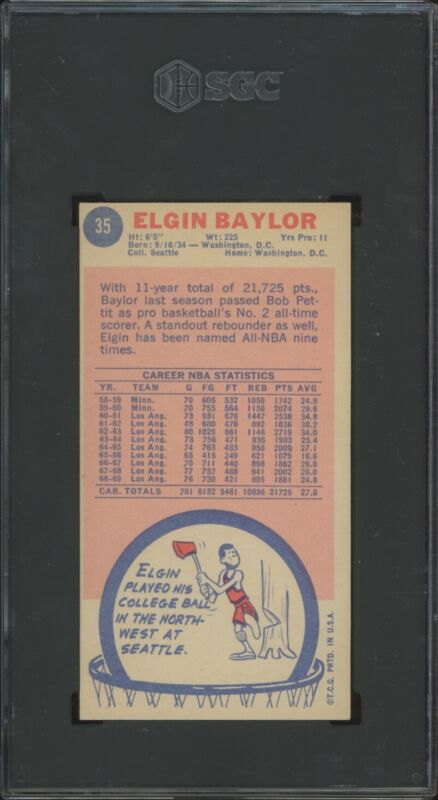 SGC
35
ELGIN BAYLOR
Ht: 6'5" Wt: 225 Yrs Pro: 11
Born: 9/16/34 — Washington, D.C.
Coll. Seattle Home: Washington, D.C.
With 11-year total of 21,725 pts.,
Baylor last season passed Bob Pet-
tit as pro basketball's No. 2 all-time
scorer. A standout rebounder as well,
Elgin has been named All-NBA nine
times.
CAREER NBA STATISTICS
YR. TEAM G FG FT REB PTS AVG
58-59 Minn. 70 605 532 1050 1742 24.9
59-60 Minn. 70 755 564 1150 2074 29.6
60-61 Los Ang. 73 931 676 1447 2538 34.8
61-62 Los Ang. 48 680 476 892 1836 38.2
62-63 Los Ang. 80 1029 661 1146 2719 34.0
63-64 Los Ang. 78 756 471 936 1983 25.4
64-65 Los Ang. 74 763 483 950 2009 27.1
65-66 Los Ang. 65 415 249 621 1079 16.6
66-67 Los Ang. 70 711 440 898 1862 26.6
67-68 Los Ang. 77 757 488 941 2002 26.0
68-69 Los Ang. 76 730 421 805 1881 24.8
CAR. TOTALS 781 8132 5461 10836 21725 27.8
ELGIN
PLAYED HIS
COLLEGE BALL
IN THE NORTH-
WEST AT
SEATTLE.
©T.C.G. PRTD. IN U.S.A.